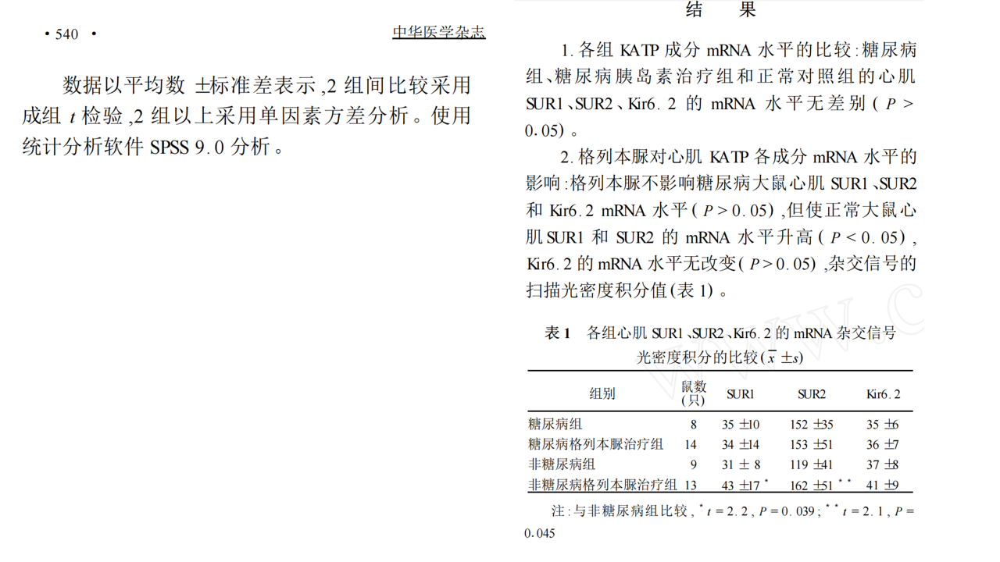 · 540 ·
中华医学杂志
数据以平均数 ±标准差表示,2 组间比较采用
成组 t 检验,2 组以上采用单因素方差分析。使用
统计分析软件 SPSS 9.0 分析。
结 果
1. 各组 KATP 成分 mRNA 水平的比较:糖尿病
组、糖尿病胰岛素治疗组和正常对照组的心肌
SUR1、SUR2、Kir6. 2 的 mRNA 水平无差别 ( P >
0.05) 。
2. 格列本脲对心肌 KATP 各成分 mRNA 水平的
影响:格列本脲不影响糖尿病大鼠心肌 SUR1、SUR2
和 Kir6. 2 mRNA 水平 ( P > 0. 05) ,但使正常大鼠心
肌 SUR1 和 SUR2 的 mRNA 水平升高 ( P < 0. 05) ,
Kir6. 2 的 mRNA 水平无改变 ( P > 0. 05) ,杂交信号的
扫描光密度积分值(表 1) 。
表 1 各组心肌 SUR1、SUR2、Kir6. 2 的 mRNA 杂交信号
光密度积分的比较( x̄ ±s)
组别 鼠数(只) SUR1 SUR2 Kir6. 2
糖尿病组 8 35 ±10 152 ±35 35 ±6
糖尿病格列本脲治疗组 14 34 ±14 153 ±51 36 ±7
非糖尿病组 9 31 ± 8 119 ±41 37 ±8
非糖尿病格列本脲治疗组 13 43 ±17 * 162 ±51 * * 41 ±9
注:与非糖尿病组比较, * t = 2. 2 , P = 0. 039 ; * * t = 2. 1 , P =
0.045
www.c